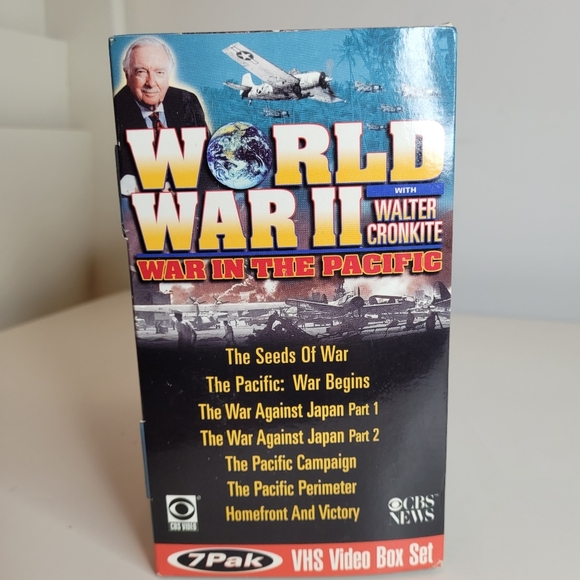 WORLD
WAR II
WITH
WALTER
CRONKITE
WAR IN THE PACIFIC
The Seeds Of War
The Pacific: War Begins
The War Against Japan Part 1
The War Against Japan Part 2
The Pacific Campaign
The Pacific Perimeter
Homefront And Victory
CBS VIDEO
CBS™
NEWS
7Pak VHS Video Box Set